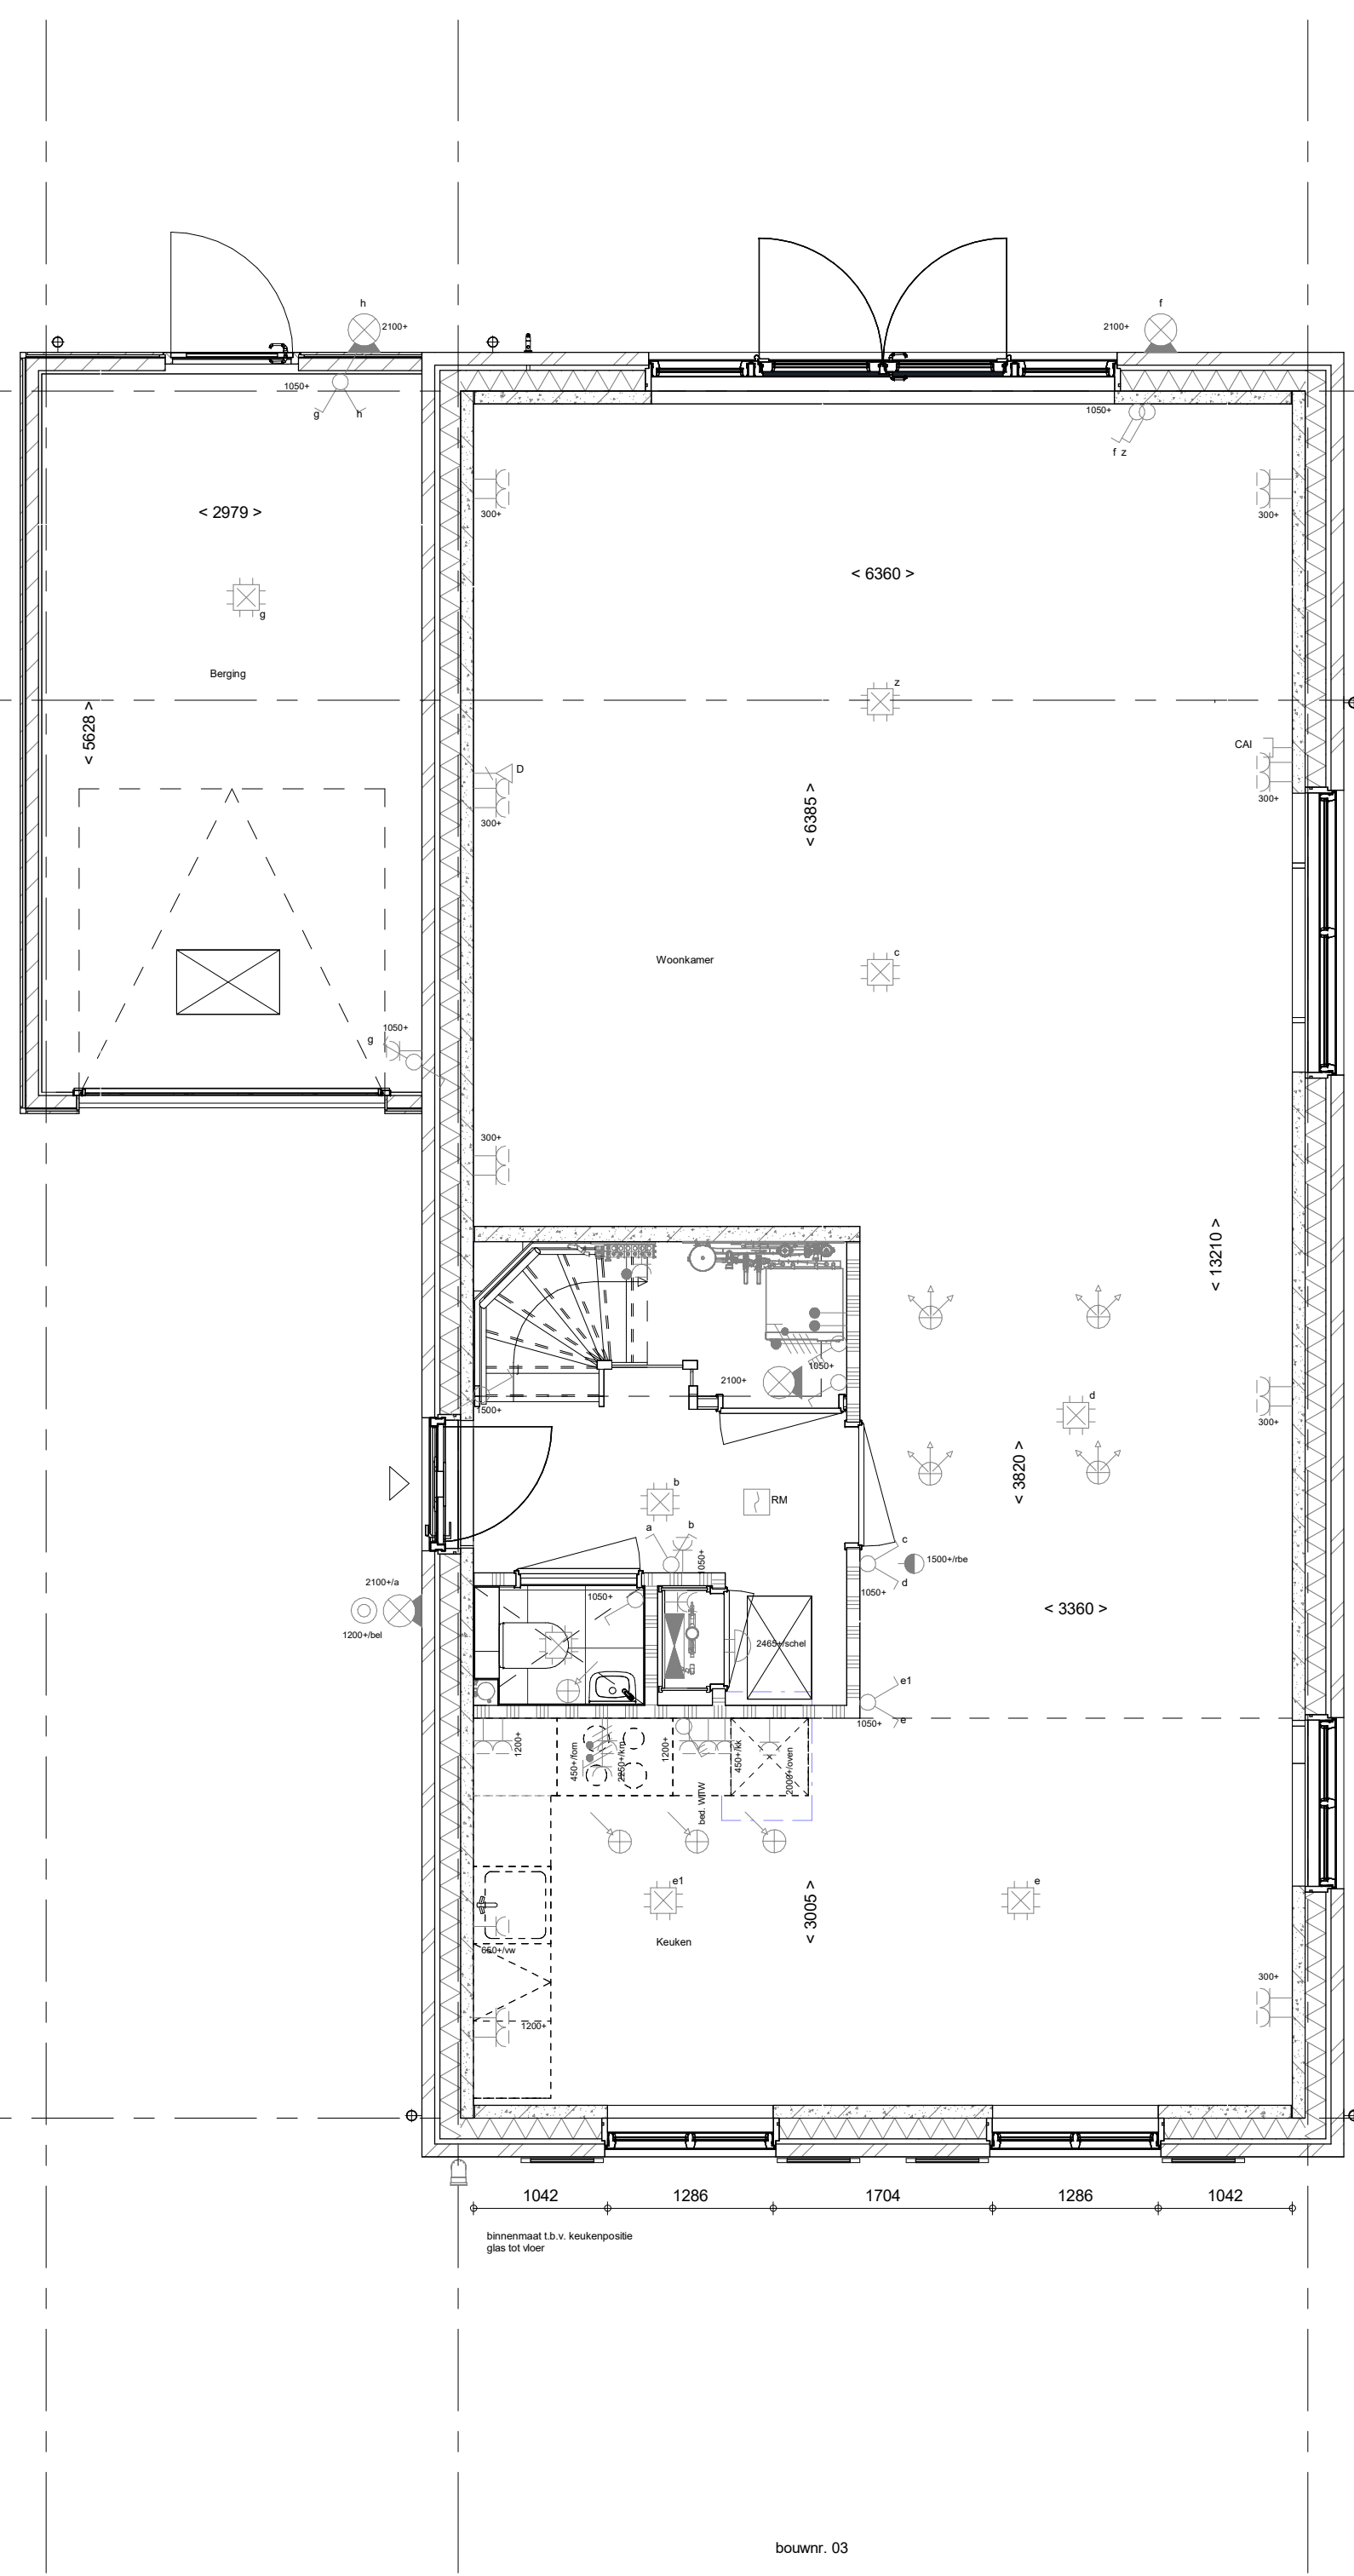 h
2100+
f
2100+
1050+
g
h
1050+
f z
< 2979 >
300+
300+
< 6360 >
g
Berging
z
< 5628 >
CAI
D
300+
300+
< 6385 >
Woonkamer
c
1050+
g
300+
< 13210 >
1050+
2100+
1500+
d
300+
< 3820 >
b
RM
a
b
1050+
c
1500+/rbe
d
1050+
2100+/a
1200+/bel
1050+
< 3360 >
2465+/schel
e1
1050+
e
1200+
450+/fom
2250+/km
1200+
450+/kk
2000+/oven
bed. WTW
e1
e
< 3005 >
Keuken
650+/vw
300+
1200+
1042
1286
1704
1286
1042
binnenmaat t.b.v. keukenpositie
glas tot vloer
bouwnr. 03